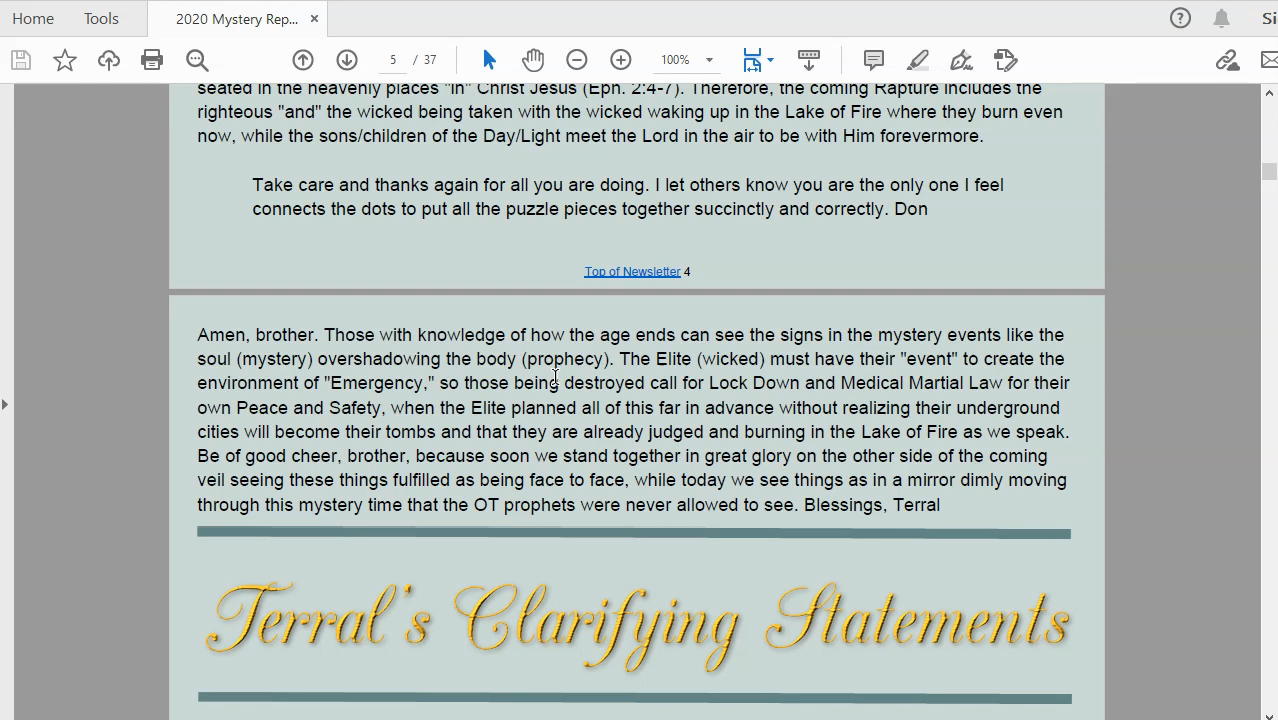 Home Tools 2020 Mystery Rep... × Si
5 / 37 100%
seated in the heavenly places "in" Christ Jesus (Eph. 2:4-7). Therefore, the coming Rapture includes the
righteous "and" the wicked being taken with the wicked waking up in the Lake of Fire where they burn even
now, while the sons/children of the Day/Light meet the Lord in the air to be with Him forevermore.
Take care and thanks again for all you are doing. I let others know you are the only one I feel
connects the dots to put all the puzzle pieces together succinctly and correctly. Don
Top of Newsletter 4
Amen, brother. Those with knowledge of how the age ends can see the signs in the mystery events like the
soul (mystery) overshadowing the body (prophecy). The Elite (wicked) must have their "event" to create the
environment of "Emergency," so those being destroyed call for Lock Down and Medical Martial Law for their
own Peace and Safety, when the Elite planned all of this far in advance without realizing their underground
cities will become their tombs and that they are already judged and burning in the Lake of Fire as we speak.
Be of good cheer, brother, because soon we stand together in great glory on the other side of the coming
veil seeing these things fulfilled as being face to face, while today we see things as in a mirror dimly moving
through this mystery time that the OT prophets were never allowed to see. Blessings, Terral
Terral's Clarifying Statements